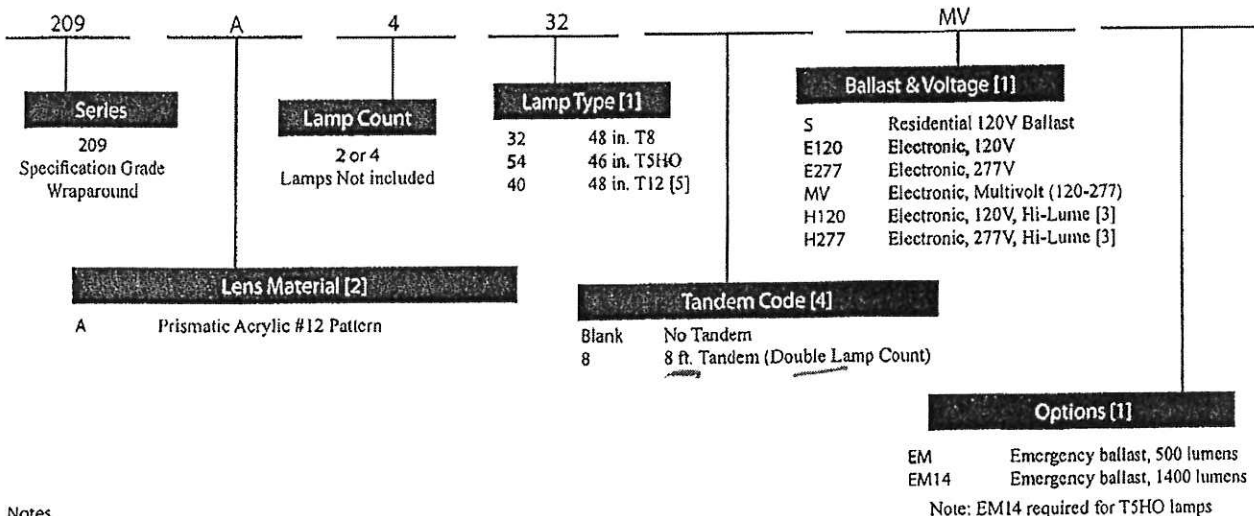 209 A 4 32 MV
Series
209
Specification Grade
Wraparound
Lamp Count
2 or 4
Lamps Not included
Lamp Type [1]
32 48 in. T8
54 46 in. T5HO
40 48 in. T12 [5]
Ballast & Voltage [1]
S Residential 120V Ballast
E120 Electronic, 120V
E277 Electronic, 277V
MV Electronic, Multivolt (120-277)
H120 Electronic, 120V, Hi-Lume [3]
H277 Electronic, 277V, Hi-Lume [3]
Lens Material [2]
A Prismatic Acrylic #12 Pattern
Tandem Code [4]
Blank No Tandem
8 8 ft. Tandem (Double Lamp Count)
Options [1]
EM Emergency ballast, 500 lumens
EM14 Emergency ballast, 1400 lumens
Note: EM14 required for T5HO lamps
Notes